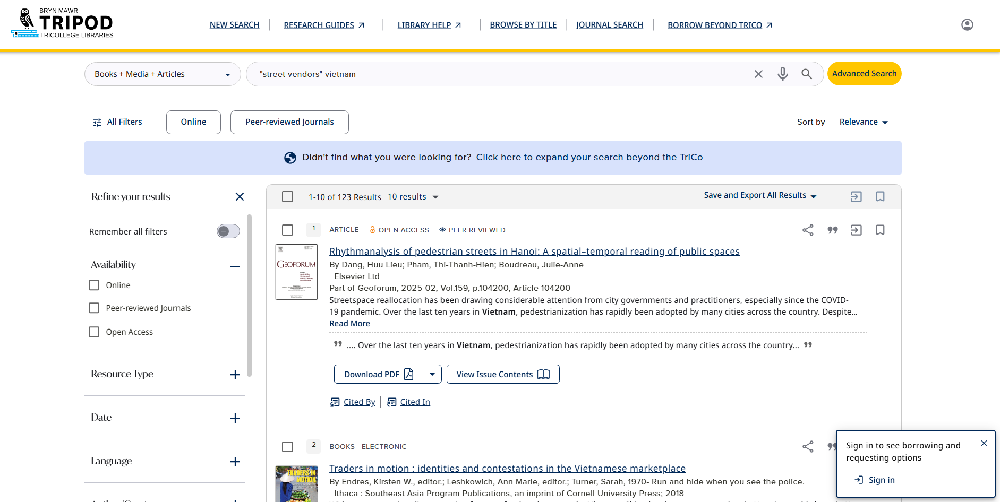 BRYN MAWR
TRIPOD
TRICOLLEGE LIBRARIES
NEW SEARCH
RESEARCH GUIDES
LIBRARY HELP
BROWSE BY TITLE
JOURNAL SEARCH
BORROW BEYOND TRICO
Books + Media + Articles
"street vendors" vietnam
Advanced Search
All Filters
Online
Peer-reviewed Journals
Sort by
Relevance
Didn't find what you were looking for? Click here to expand your search beyond the TriCo
Refine your results
Remember all filters
Availability
Online
Peer-reviewed Journals
Open Access
Resource Type
Date
Language
1-10 of 123 Results
10 results
Save and Export All Results
1
ARTICLE
OPEN ACCESS
PEER REVIEWED
GEOFORUM
Rhythmanalysis of pedestrian streets in Hanoi: A spatial–temporal reading of public spaces
By Dang, Huu Lieu; Pham, Thi-Thanh-Hien; Boudreau, Julie-Anne
Elsevier Ltd
Part of Geoforum, 2025-02, Vol.159, p.104200, Article 104200
Streetspace reallocation has been drawing considerable attention from city governments and practitioners, especially since the COVID-
19 pandemic. Over the last ten years in Vietnam, pedestrianization has rapidly been adopted by many cities across the country. Despite...
Read More
.... Over the last ten years in Vietnam, pedestrianization has rapidly been adopted by many cities across the country...
Download PDF
View Issue Contents
Cited By
Cited In
2
BOOKS - ELECTRONIC
TRADERS IN
MOTION
Traders in motion : identities and contestations in the Vietnamese marketplace
By Endres, Kirsten W., editor.; Leshkowich, Ann Marie, editor.; Turner, Sarah, 1970- Run and hide when you see the police.
Ithaca : Southeast Asia Program Publications, an imprint of Cornell University Press; 2018
Sign in to see borrowing and
requesting options
Sign in